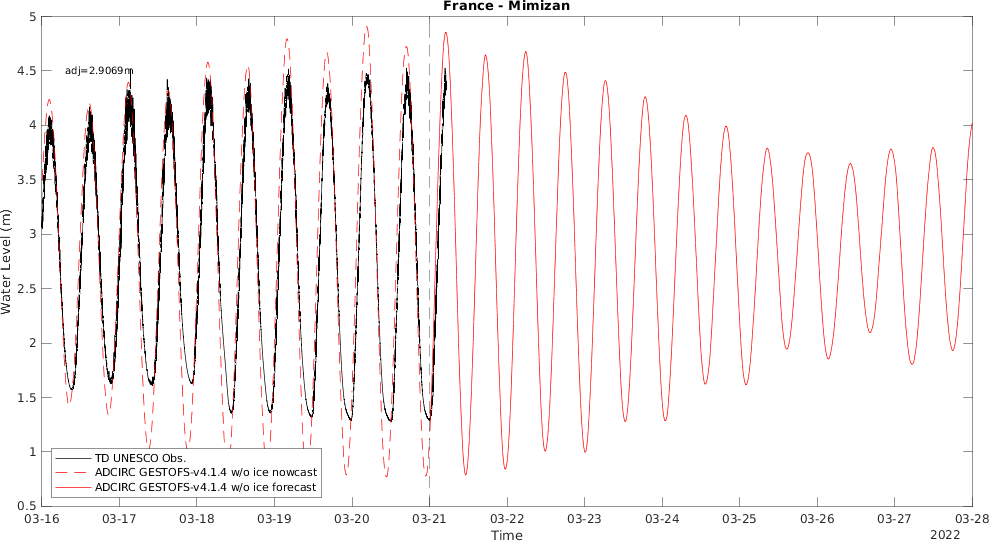 France - Mimizan
Water Level (m)
5
4.5
4
3.5
3
2.5
2
1.5
1
0.5
adj=2.9069m
TD UNESCO Obs.
ADCIRC GESTOFS-v4.1.4 w/o ice nowcast
ADCIRC GESTOFS-v4.1.4 w/o ice forecast
03-16 03-17 03-18 03-19 03-20 03-21 03-22 03-23 03-24 03-25 03-26 03-27 03-28
Time
2022